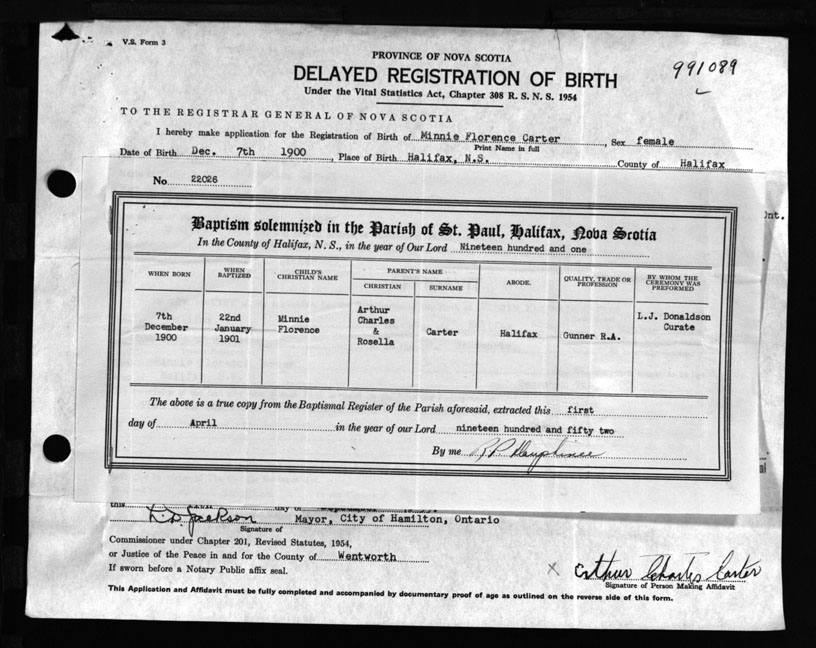 V.S. Form 3
PROVINCE OF NOVA SCOTIA
991089
DELAYED REGISTRATION OF BIRTH
Under the Vital Statistics Act, Chapter 308 R. S. N. S. 1954
TO THE REGISTRAR GENERAL OF NOVA SCOTIA
I hereby make application for the Registration of Birth of Minnie Florence Carter, Sex female
Print Name in full
Date of Birth Dec. 7th 1900, Place of Birth Halifax, N.S. County of Halifax
No 22026
Ont.
Baptism solemnized in the Parish of St. Paul, Halifax, Nova Scotia
In the County of Halifax, N. S., in the year of Our Lord Nineteen hundred and one
WHEN BORN WHEN BAPTIZED CHILD'S CHRISTIAN NAME PARENT'S NAME ABODE. QUALITY, TRADE OR PROFESSION BY WHOM THE CEREMONY WAS PREFORMED
CHRISTIAN SURNAME
7th December 1900 22nd January 1901 Minnie Florence Arthur Charles & Rosella Carter Halifax Gunner R.A. L.J. Donaldson Curate
The above is a true copy from the Baptismal Register of the Parish aforesaid, extracted this first
day of April in the year of our Lord nineteen hundred and fifty two
By me
this day of
Jackson Mayor, City of Hamilton, Ontario
Signature of
Commissioner under Chapter 201, Revised Statutes, 1954,
or Justice of the Peace in and for the County of Wentworth
If sworn before a Notary Public affix seal.
X Arthur Charles Carter
Signature of Person Making Affidavit
This Application and Affidavit must be fully completed and accompanied by documentary proof of age as outlined on the reverse side of this form.